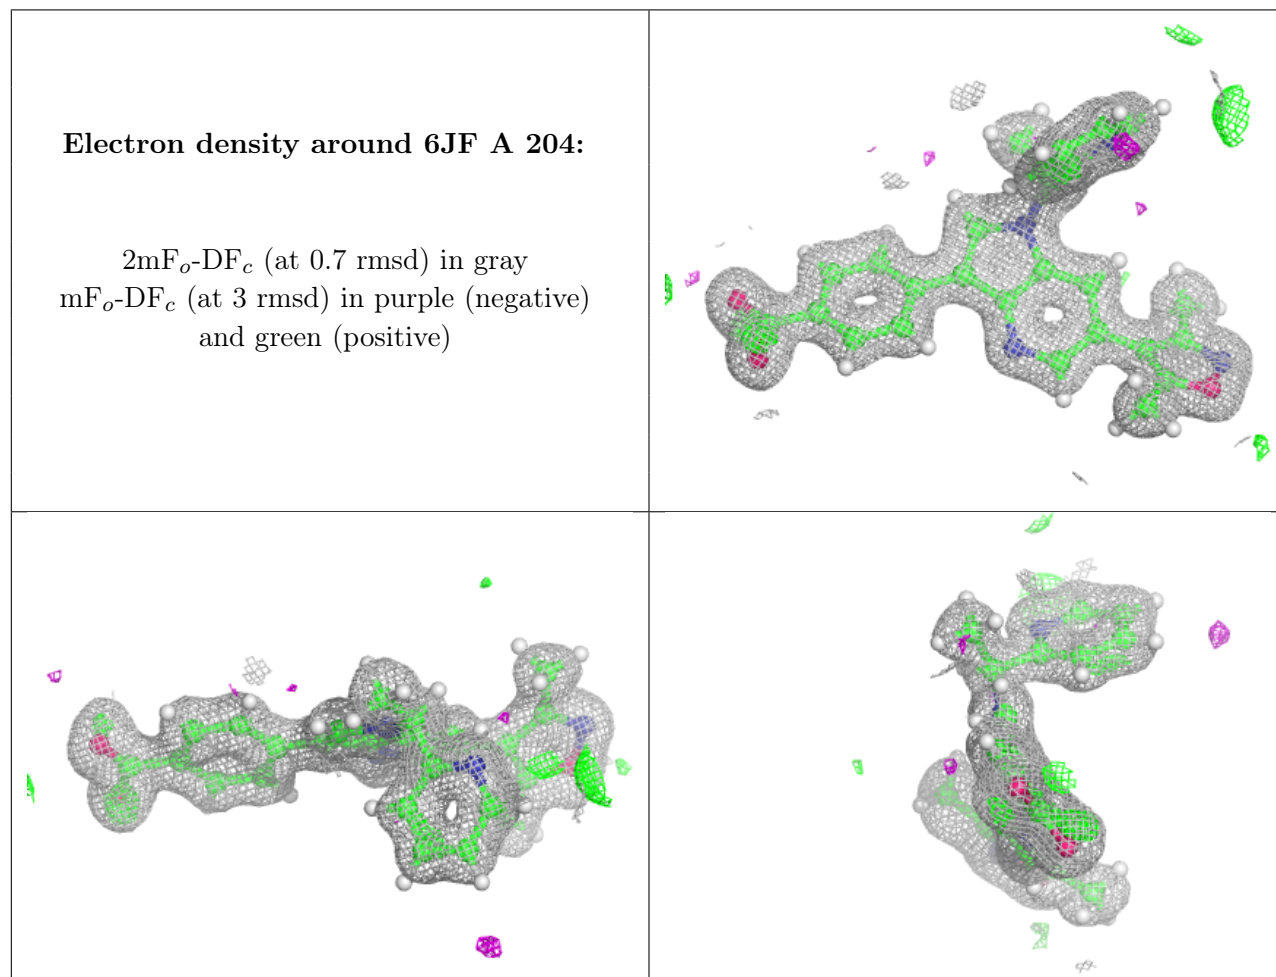 Electron density around 6JF A 204:
2mFo-DFc (at 0.7 rmsd) in gray
mFo-DFc (at 3 rmsd) in purple (negative)
and green (positive)